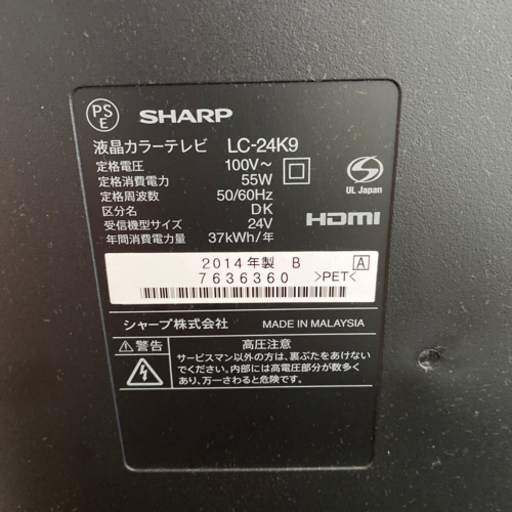 PS
E
SHARP
液晶カラーテレビ LC-24K9
定格電圧 100V～
定格消費電力 55W
定格周波数 50/60Hz
区分名 DK
受信機型サイズ 24V
年間消費電力量 37kWh/年
S
UL Japan
HDMI
2014年製 B A
7636360 >PET<
シャープ株式会社 MADE IN MALAYSIA
警告 高圧注意
サービスマン以外の方は、裏ぶたをあけない
でください。内部には高電圧部分が数多く
あり、万一さわると危険です。